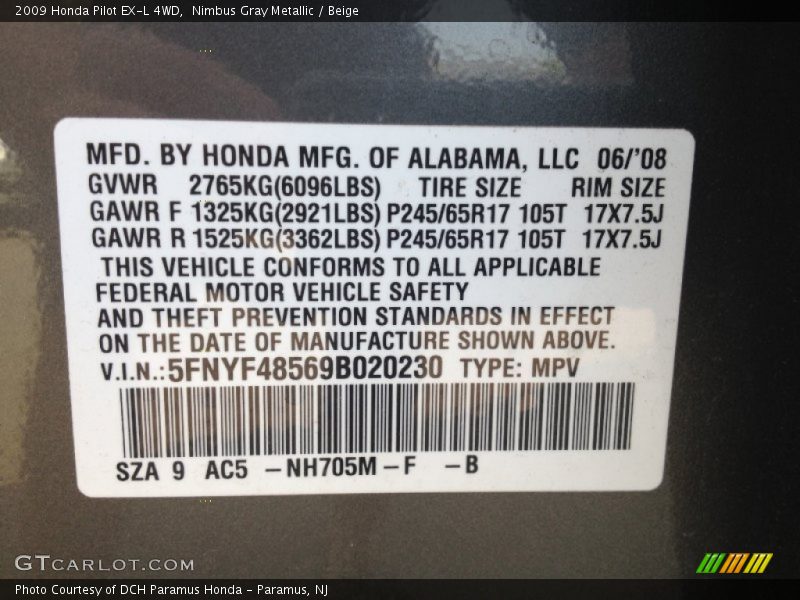 2009 Honda Pilot EX-L 4WD,  Nimbus Gray Metallic / Beige
MFD. BY HONDA MFG. OF ALABAMA, LLC 06/'08
GVWR 2765KG(6096LBS) TIRE SIZE RIM SIZE
GAWR F 1325KG(2921LBS) P245/65R17 105T 17X7.5J
GAWR R 1525KG(3362LBS) P245/65R17 105T 17X7.5J
THIS VEHICLE CONFORMS TO ALL APPLICABLE
FEDERAL MOTOR VEHICLE SAFETY
AND THEFT PREVENTION STANDARDS IN EFFECT
ON THE DATE OF MANUFACTURE SHOWN ABOVE.
V.I.N.:5FNYF48569B020230 TYPE: MPV
SZA 9 AC5 -NH705M-F -B
GTCARLOT.COM
Photo Courtesy of DCH Paramus Honda - Paramus, NJ